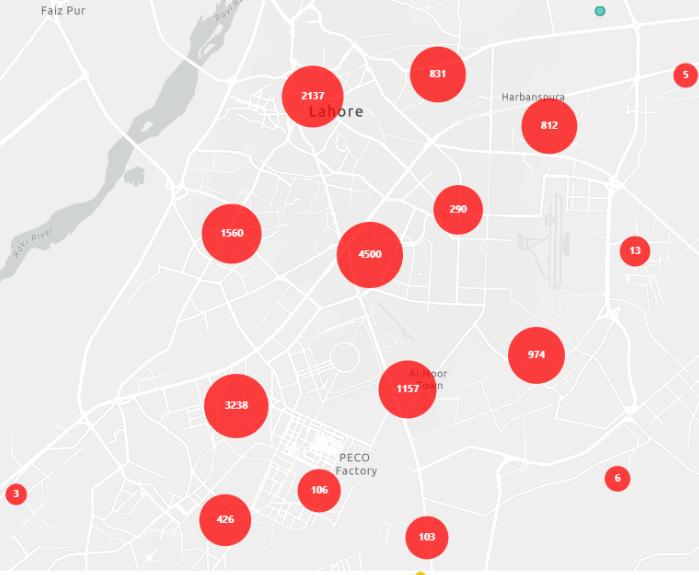 Faiz Pur
Ravi
831
5
2137
Harbanspura
Lahore
812
290
1560
Ravi River
4500
13
974
Al Noor
Town
1157
3238
PECO
Factory
6
106
3
426
103